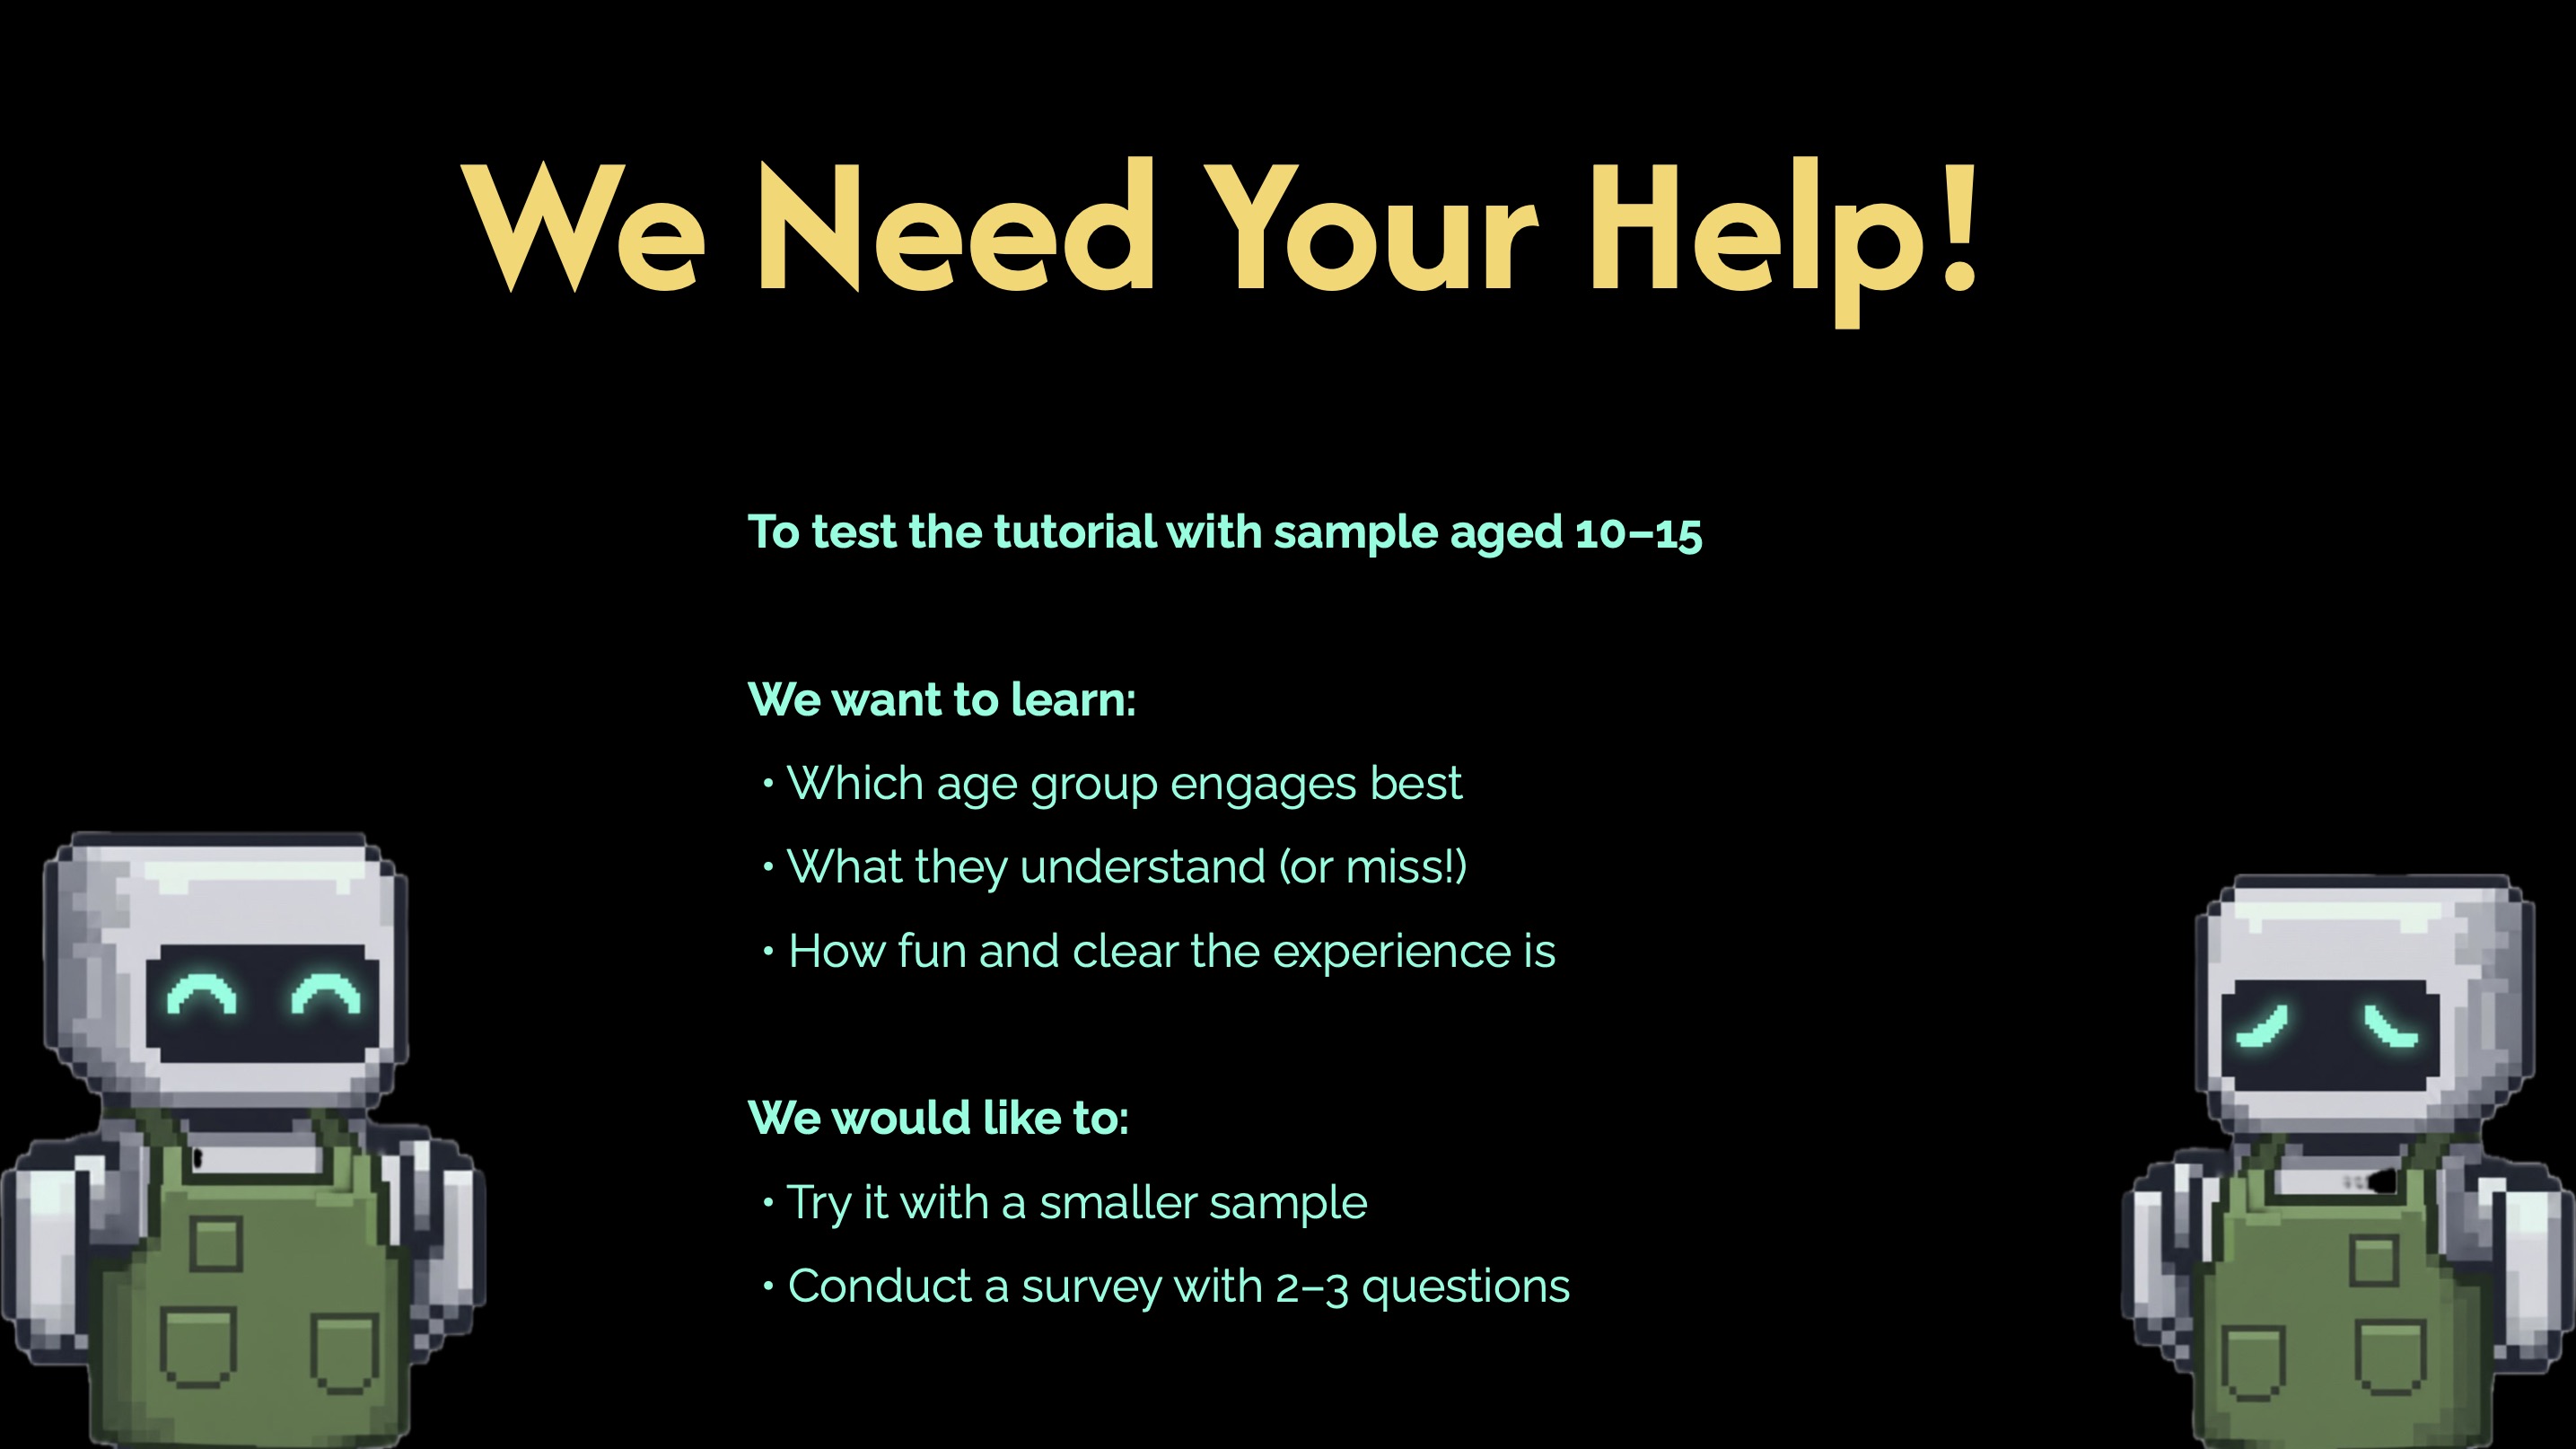 We Need Your Help!
To test the tutorial with sample aged 10–15
We want to learn:
• Which age group engages best
• What they understand (or miss!)
• How fun and clear the experience is
We would like to:
• Try it with a smaller sample
• Conduct a survey with 2–3 questions